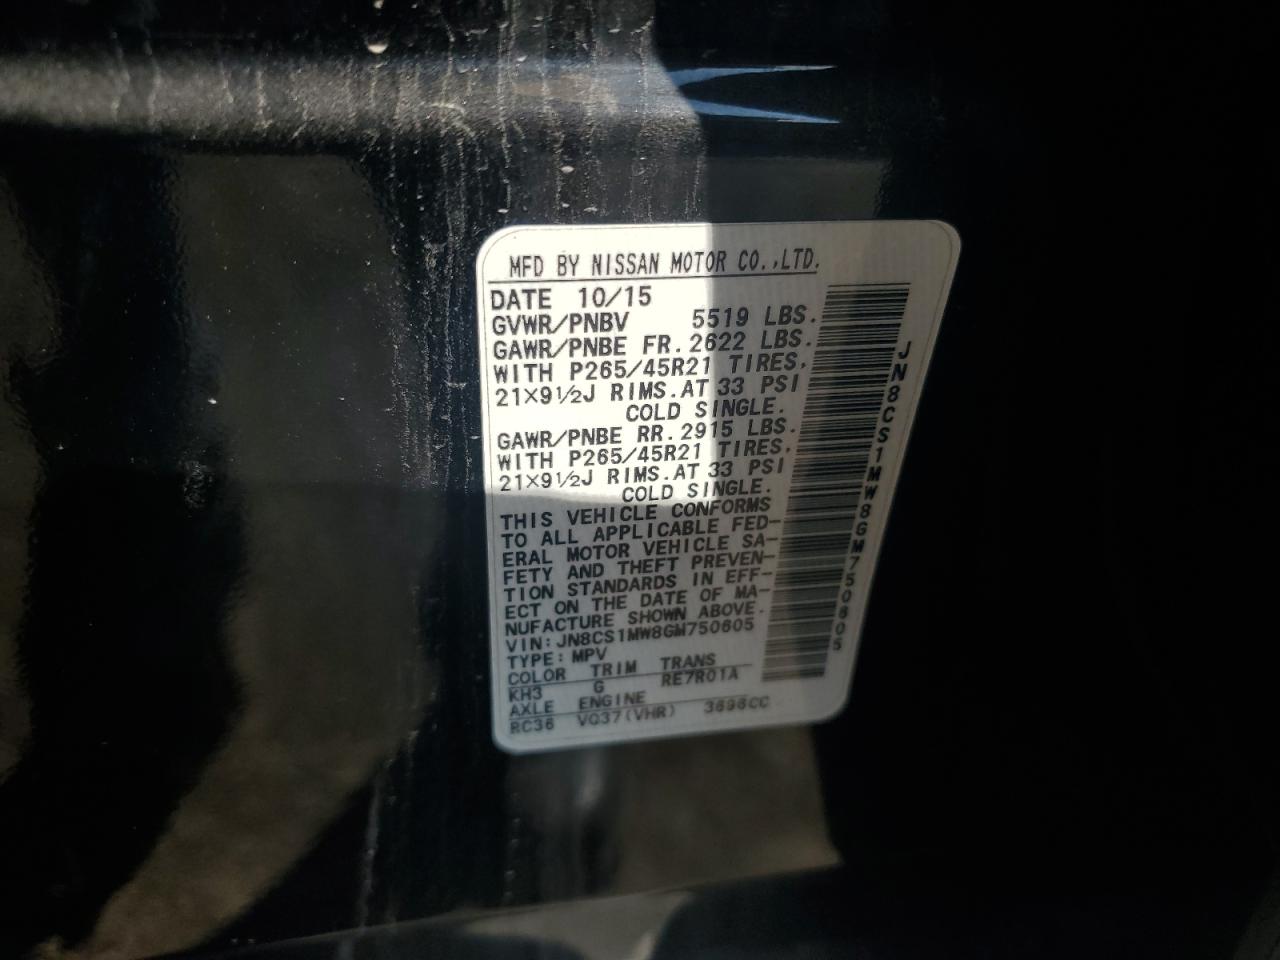 MFD BY NISSAN MOTOR CO.,LTD.
DATE 10/15
GVWR/PNBV 5519 LBS.
GAWR/PNBE FR. 2622 LBS.
WITH P265/45R21 TIRES,
21×9½J RIMS. AT 33 PSI
COLD SINGLE.
GAWR/PNBE RR. 2915 LBS.
WITH P265/45R21 TIRES,
21×9½J RIMS. AT 33 PSI
COLD SINGLE.
THIS VEHICLE CONFORMS
TO ALL APPLICABLE FED-
ERAL MOTOR VEHICLE SA-
FETY AND THEFT PREVEN-
TION STANDARDS IN EFF-
ECT ON THE DATE OF MA-
NUFACTURE SHOWN ABOVE.
VIN: JN8CS1MW8GM750605
TYPE: MPV
COLOR TRIM TRANS
KH3 G RE7R01A
AXLE ENGINE
RC36 VQ37(VHR) 3696CC
JN8CS1MW8GM750605